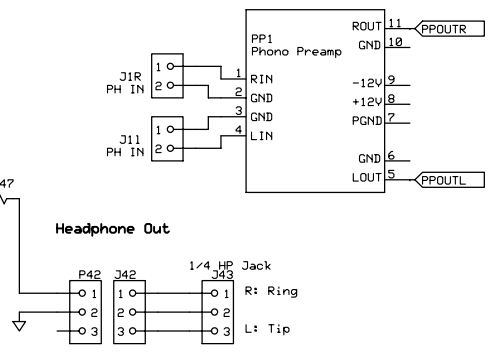 PP1
Phono Preamp
ROUT 11 PPOUTR
GND 10
-12V 9
+12V 8
PGND 7
GND 6
LOUT 5 PPOUTL
1 RIN
2 GND
3 GND
4 LIN
J1R
PH IN
1
2
J1l
PH IN
1
2
47
Headphone Out
P42
1
2
3
J42
1
2
3
1/4 HP Jack
J43
1
2
3
R: Ring
L: Tip